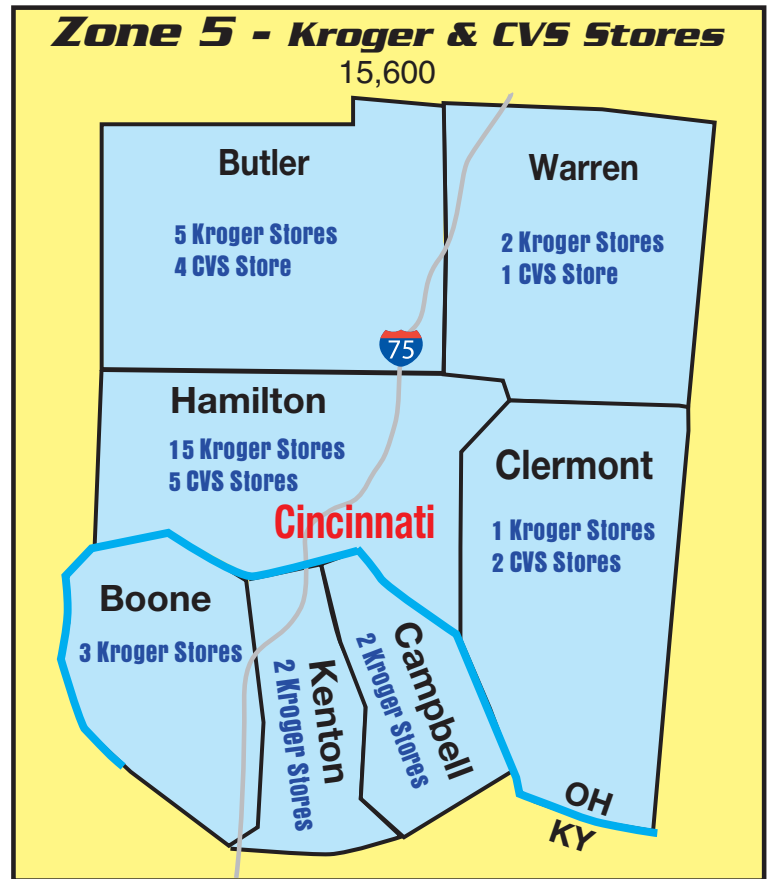 Zone 5 - Kroger & CVS Stores
15,600
Butler
5 Kroger Stores
4 CVS Store
Warren
2 Kroger Stores
1 CVS Store
75
Hamilton
15 Kroger Stores
5 CVS Stores
Cincinnati
Clermont
1 Kroger Stores
2 CVS Stores
Boone
3 Kroger Stores
Kenton
2 Kroger Stores
Campbell
2 Kroger Stores
OH
KY